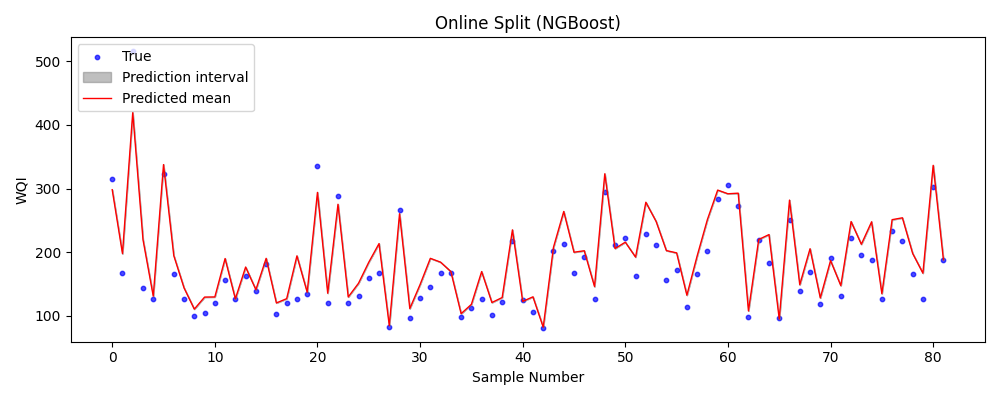 Online Split (NGBoost)
True
Prediction interval
Predicted mean
WQI
500
400
300
200
100
0 10 20 30 40 50 60 70 80
Sample Number